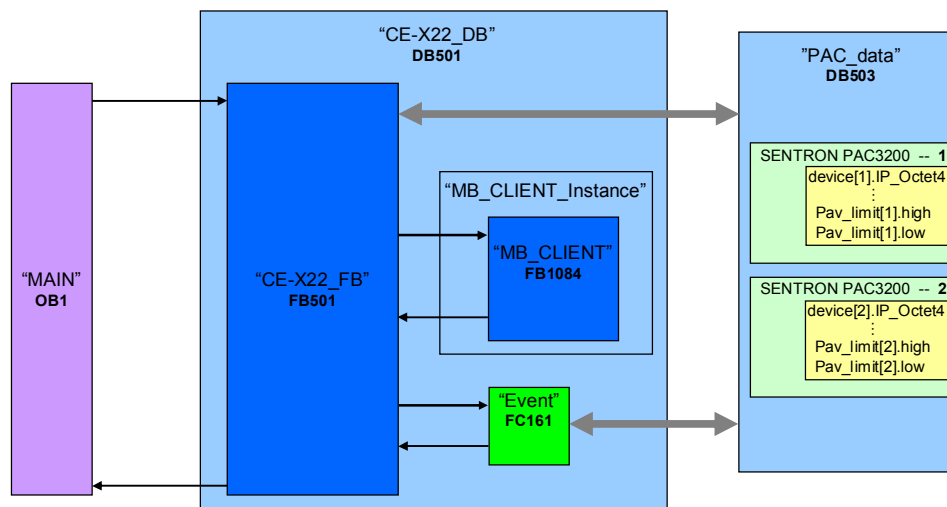 “CE-X22_DB”
DB501
”PAC_data”
DB503
SENTRON PAC3200 -- 1
device[1].IP_Octet4
⋮
Pav_limit[1].high
Pav_limit[1].low
“MB_CLIENT_Instance”
“MB_CLIENT”
FB1084
“MAIN”
OB1
“CE-X22_FB”
FB501
SENTRON PAC3200 -- 2
device[2].IP_Octet4
⋮
Pav_limit[2].high
Pav_limit[2].low
“Event”
FC161